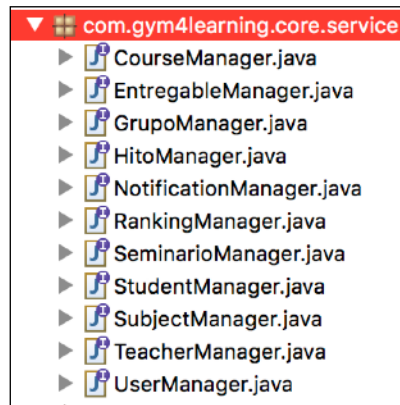 com.gym4learning.core.service
CourseManager.java
EntregableManager.java
GrupoManager.java
HitoManager.java
NotificationManager.java
RankingManager.java
SeminarioManager.java
StudentManager.java
SubjectManager.java
TeacherManager.java
UserManager.java